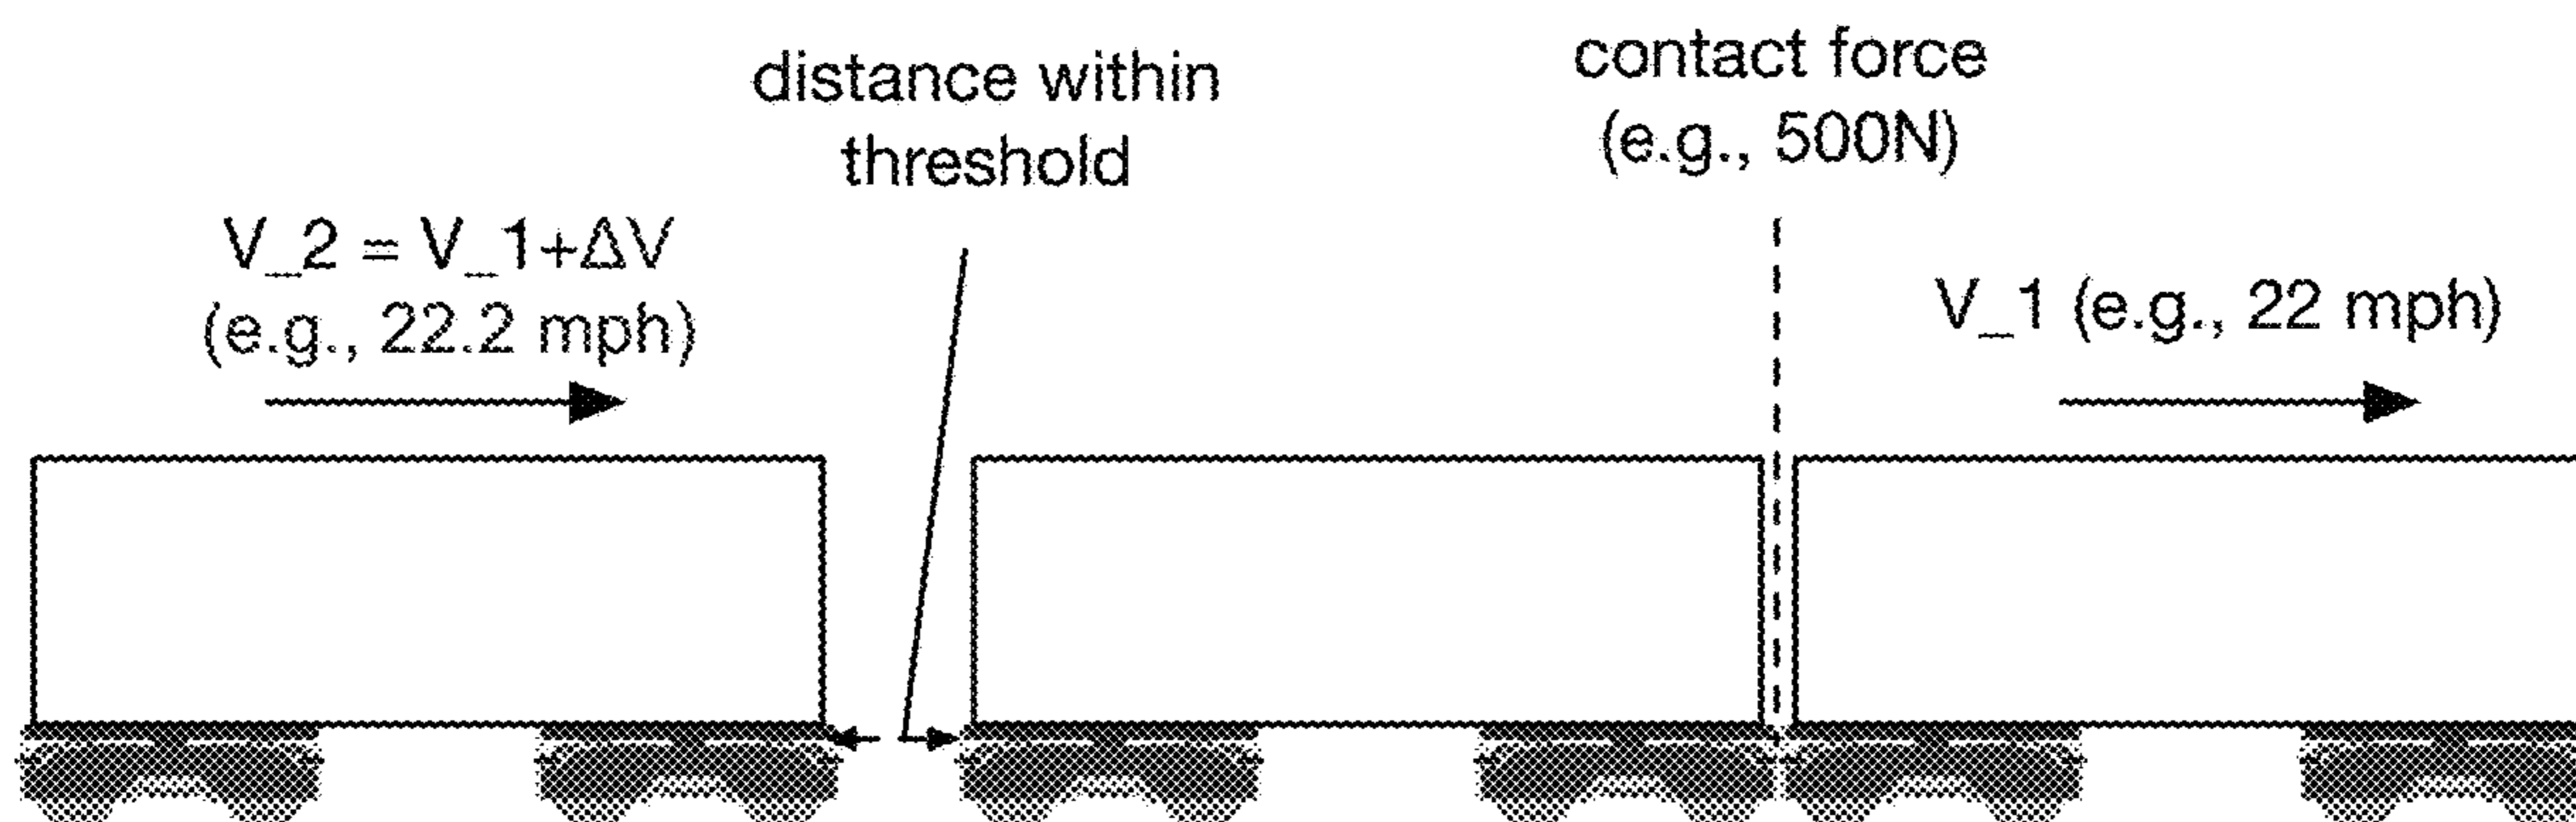 distance within
threshold
contact force
(e.g., 500N)
V_2 = V_1+ΔV
(e.g., 22.2 mph)
V_1 (e.g., 22 mph)